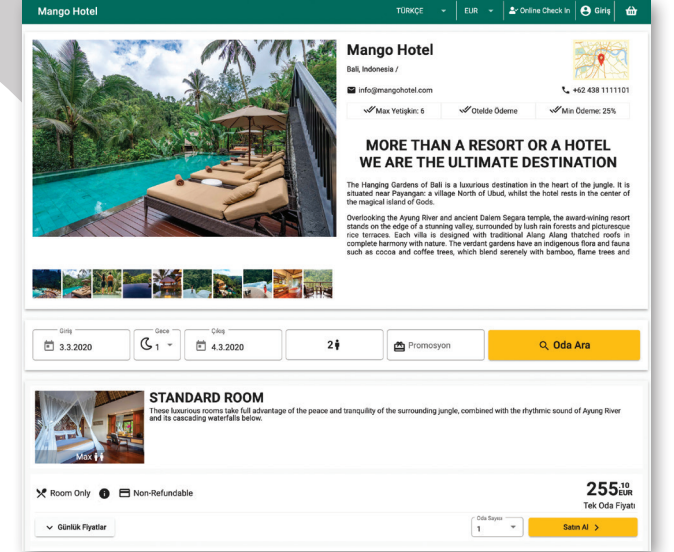 Mango Hotel
TÜRKÇE
EUR
Online Check In
Giriş
Mango Hotel
Bali, Indonesia /
info@mangohotel.com
+62 438 1111101
Max Yetişkin: 6
Otelde Ödeme
Min Ödeme: 25%
MORE THAN A RESORT OR A HOTEL
WE ARE THE ULTIMATE DESTINATION
The Hanging Gardens of Bali is a luxurious destination in the heart of the jungle. It is
situated near Payangan: a village North of Ubud, whilst the hotel rests in the center of
the magical island of Gods.
Overlooking the Ayung River and ancient Dalem Segara temple, the award-wining resort
stands on the edge of a stunning valley, surrounded by lush rain forests and picturesque
rice terraces. Each villa is designed with traditional Alang Alang thatched roofs in
complete harmony with nature. The verdant gardens have an indigenous flora and fauna
such as cocoa and coffee trees, which blend serenely with bamboo, flame trees and
Giriş
3.3.2020
Gece
1
Çıkış
4.3.2020
2
Promosyon
Oda Ara
STANDARD ROOM
These luxurious rooms take full advantage of the peace and tranquility of the surrounding jungle, combined with the rhythmic sound of Ayung River
and its cascading waterfalls below.
Max
Room Only
Non-Refundable
255.10 EUR
Tek Oda Fiyatı
Günlük Fiyatlar
Oda Sayısı
1
Satın Al